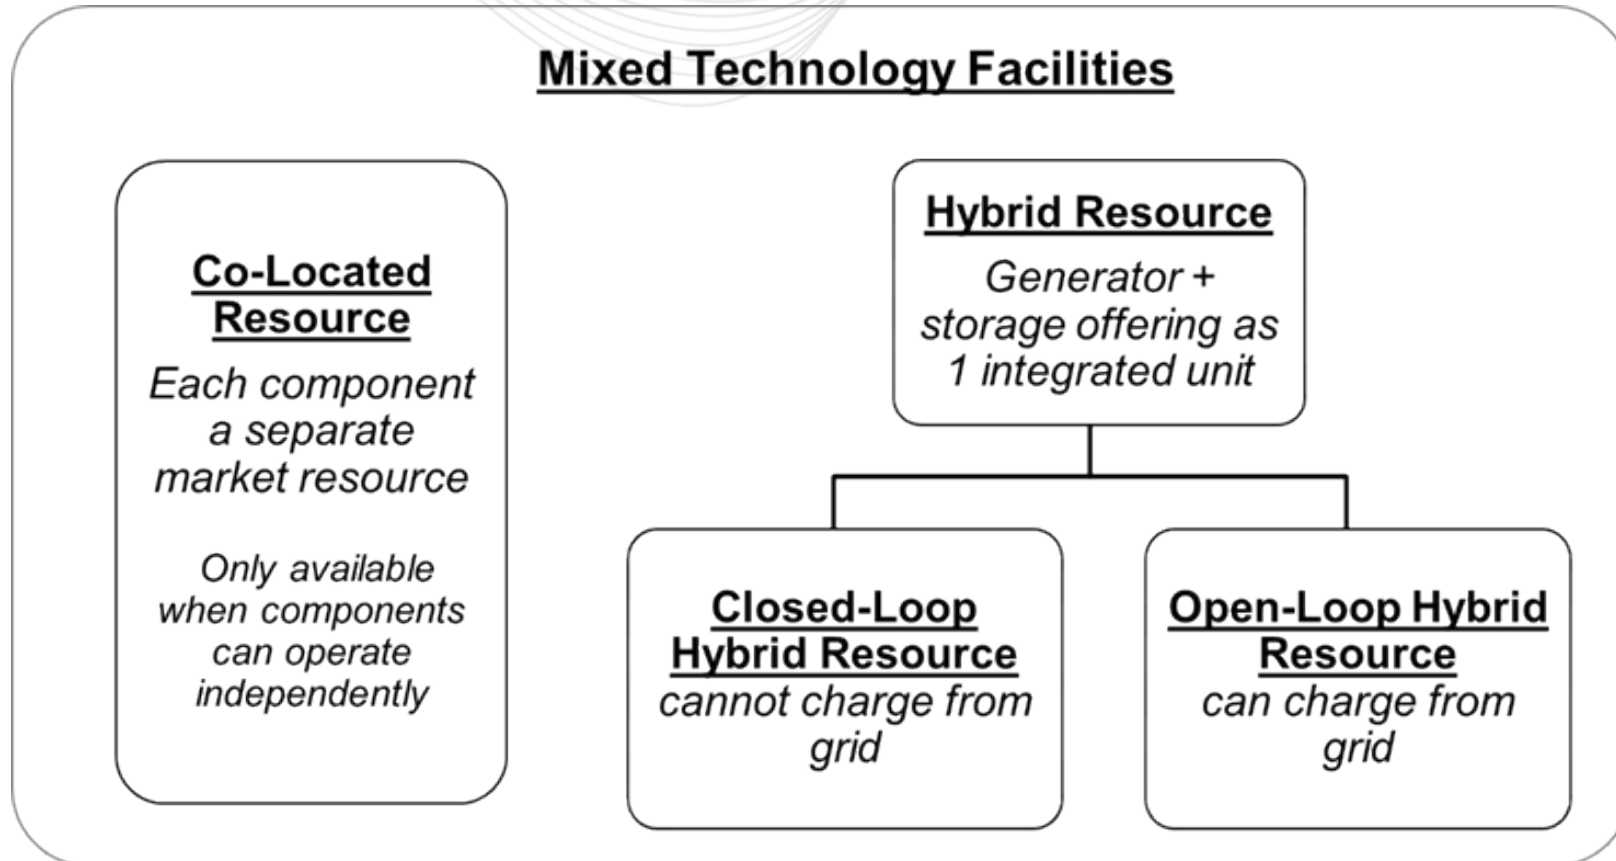 Mixed Technology Facilities
Co-Located
Resource
Each component
a separate
market resource
Only available
when components
can operate
independently
Hybrid Resource
Generator +
storage offering as
1 integrated unit
Closed-Loop
Hybrid Resource
cannot charge from
grid
Open-Loop Hybrid
Resource
can charge from
grid